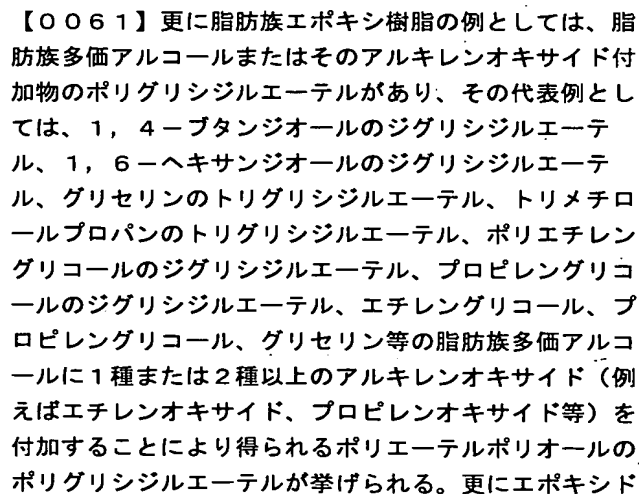 【0061】更に脂肪族エポキシ樹脂の例としては、脂
肪族多価アルコールまたはそのアルキレンオキサイド付
加物のポリグリシジルエーテルがあり、その代表例とし
ては、1，4－ブタンジオールのジグリシジルエーテ
ル、1，6－ヘキサンジオールのジグリシジルエーテ
ル、グリセリンのトリグリシジルエーテル、トリメチロ
ールプロパンのトリグリシジルエーテル、ポリエチレン
グリコールのジグリシジルエーテル、プロピレングリコ
ールのジグリシジルエーテル、エチレングリコール、プ
ロピレングリコール、グリセリン等の脂肪族多価アルコ
ールに1種または2種以上のアルキレンオキサイド（例
えばエチレンオキサイド、プロピレンオキサイド等）を
付加することにより得られるポリエーテルポリオールの
ポリグリシジルエーテルが挙げられる。更にエポキシド